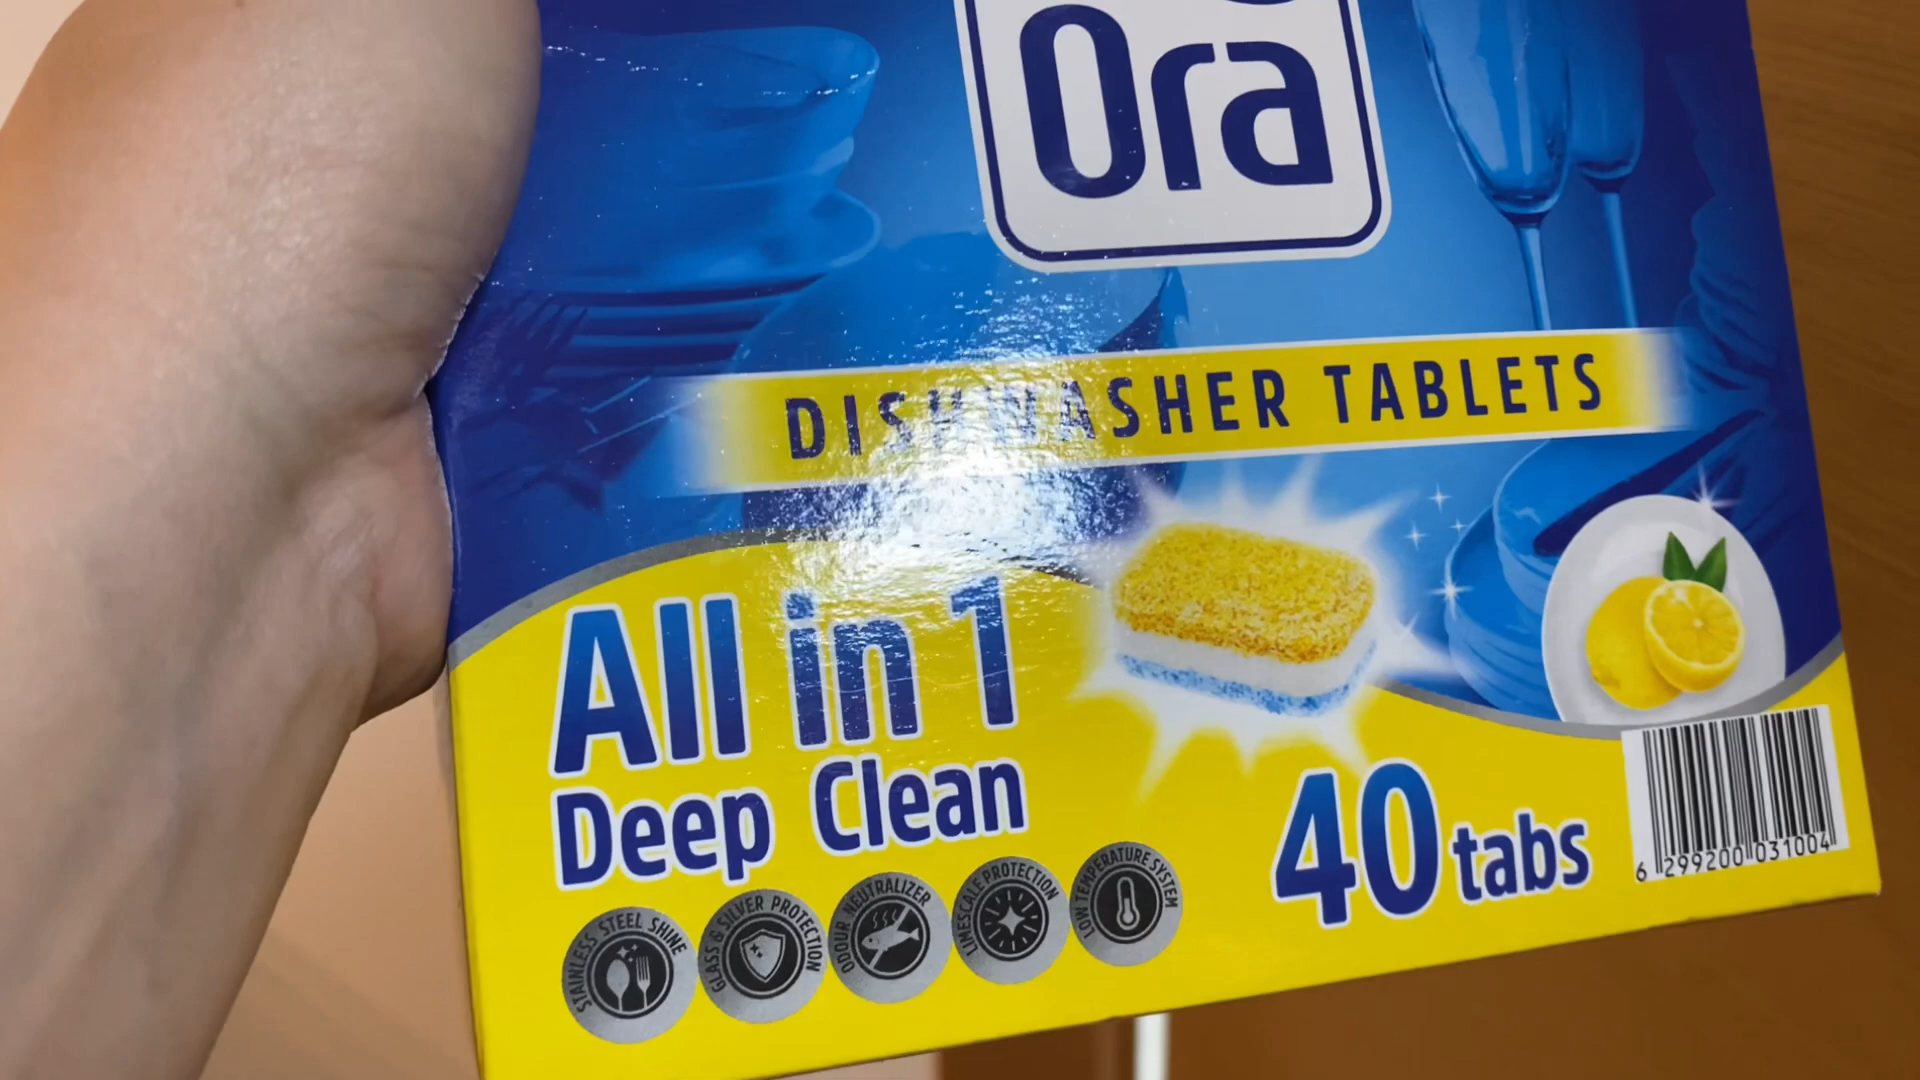 Ora
DISHWASHER TABLETS
All in 1
Deep Clean
40 tabs
6 299200 031004
STAINLESS STEEL SHINE
GLASS & SILVER PROTECTION
ODOUR NEUTRALIZER
LIMESCALE PROTECTION
LOW TEMPERATURE SYSTEM